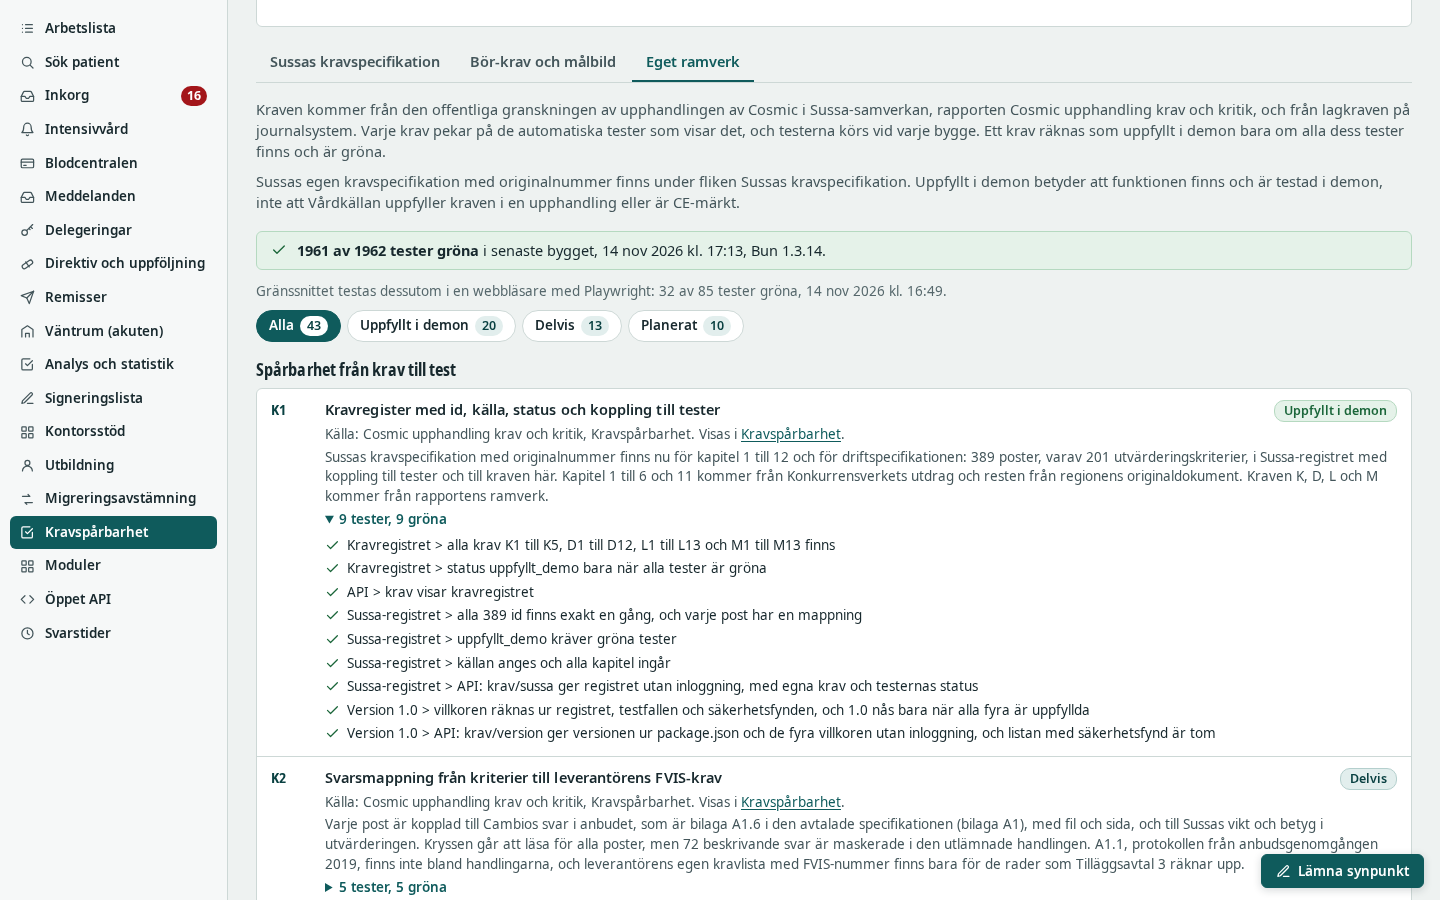 Arbetslista
Sök patient
Inkorg 16
Intensivvård
Blodcentralen
Meddelanden
Delegeringar
Direktiv och uppföljning
Remisser
Väntrum (akuten)
Analys och statistik
Signeringslista
Kontorsstöd
Utbildning
Migreringsavstämning
Kravspårbarhet
Moduler
Öppet API
Svarstider
Sussas kravspecifikation Bör-krav och målbild Eget ramverk
Kraven kommer från den offentliga granskningen av upphandlingen av Cosmic i Sussa-samverkan, rapporten Cosmic upphandling krav och kritik, och från lagkraven på
journalsystem. Varje krav pekar på de automatiska tester som visar det, och testerna körs vid varje bygge. Ett krav räknas som uppfyllt i demon bara om alla dess tester
finns och är gröna.
Sussas egen kravspecifikation med originalnummer finns under fliken Sussas kravspecifikation. Uppfyllt i demon betyder att funktionen finns och är testad i demon,
inte att Vårdkällan uppfyller kraven i en upphandling eller är CE-märkt.
1961 av 1962 tester gröna i senaste bygget, 14 nov 2026 kl. 17:13, Bun 1.3.14.
Gränssnittet testas dessutom i en webbläsare med Playwright: 32 av 85 tester gröna, 14 nov 2026 kl. 16:49.
Alla 43 Uppfyllt i demon 20 Delvis 13 Planerat 10
Spårbarhet från krav till test
K1 Kravregister med id, källa, status och koppling till tester Uppfyllt i demon
Källa: Cosmic upphandling krav och kritik, Kravspårbarhet. Visas i Kravspårbarhet.
Sussas kravspecifikation med originalnummer finns nu för kapitel 1 till 12 och för driftspecifikationen: 389 poster, varav 201 utvärderingskriterier, i Sussa-registret med
koppling till tester och till kraven här. Kapitel 1 till 6 och 11 kommer från Konkurrensverkets utdrag och resten från regionens originaldokument. Kraven K, D, L och M
kommer från rapportens ramverk.
▼ 9 tester, 9 gröna
Kravregistret > alla krav K1 till K5, D1 till D12, L1 till L13 och M1 till M13 finns
Kravregistret > status uppfyllt_demo bara när alla tester är gröna
API > krav visar kravregistret
Sussa-registret > alla 389 id finns exakt en gång, och varje post har en mappning
Sussa-registret > uppfyllt_demo kräver gröna tester
Sussa-registret > källan anges och alla kapitel ingår
Sussa-registret > API: krav/sussa ger registret utan inloggning, med egna krav och testernas status
Version 1.0 > villkoren räknas ur registret, testfallen och säkerhetsfynden, och 1.0 nås bara när alla fyra är uppfyllda
Version 1.0 > API: krav/version ger versionen ur package.json och de fyra villkoren utan inloggning, och listan med säkerhetsfynd är tom
K2 Svarsmappning från kriterier till leverantörens FVIS-krav Delvis
Källa: Cosmic upphandling krav och kritik, Kravspårbarhet. Visas i Kravspårbarhet.
Varje post är kopplad till Cambios svar i anbudet, som är bilaga A1.6 i den avtalade specifikationen (bilaga A1), med fil och sida, och till Sussas vikt och betyg i
utvärderingen. Kryssen går att läsa för alla poster, men 72 beskrivande svar är maskerade i den utlämnade handlingen. A1.1, protokollen från anbudsgenomgången
2019, finns inte bland handlingarna, och leverantörens egen kravlista med FVIS-nummer finns bara för de rader som Tilläggsavtal 3 räknar upp.
▶ 5 tester, 5 gröna
Lämna synpunkt